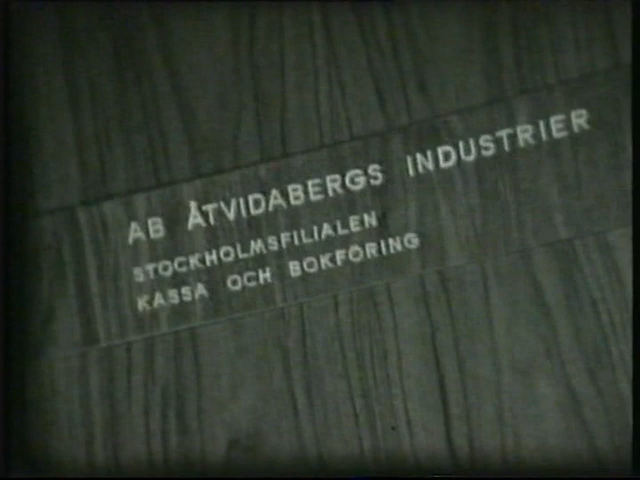 AB ÅTVIDABERGS INDUSTRIER
STOCKHOLMSFILIALEN
KASSA OCH BOKFÖRING